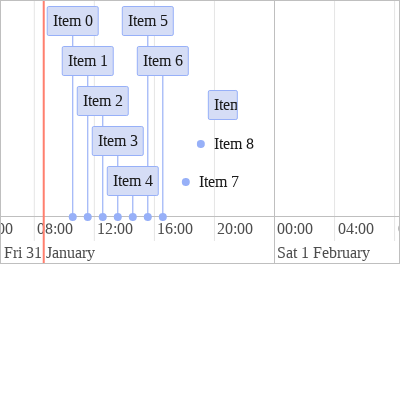 Item 0
Item 5
Item 1
Item 6
Item 2
Iten
Item 3
Item 8
Item 4
Item 7
00
08:00
12:00
16:00
20:00
00:00
04:00
Fri 31 January
Sat 1 February